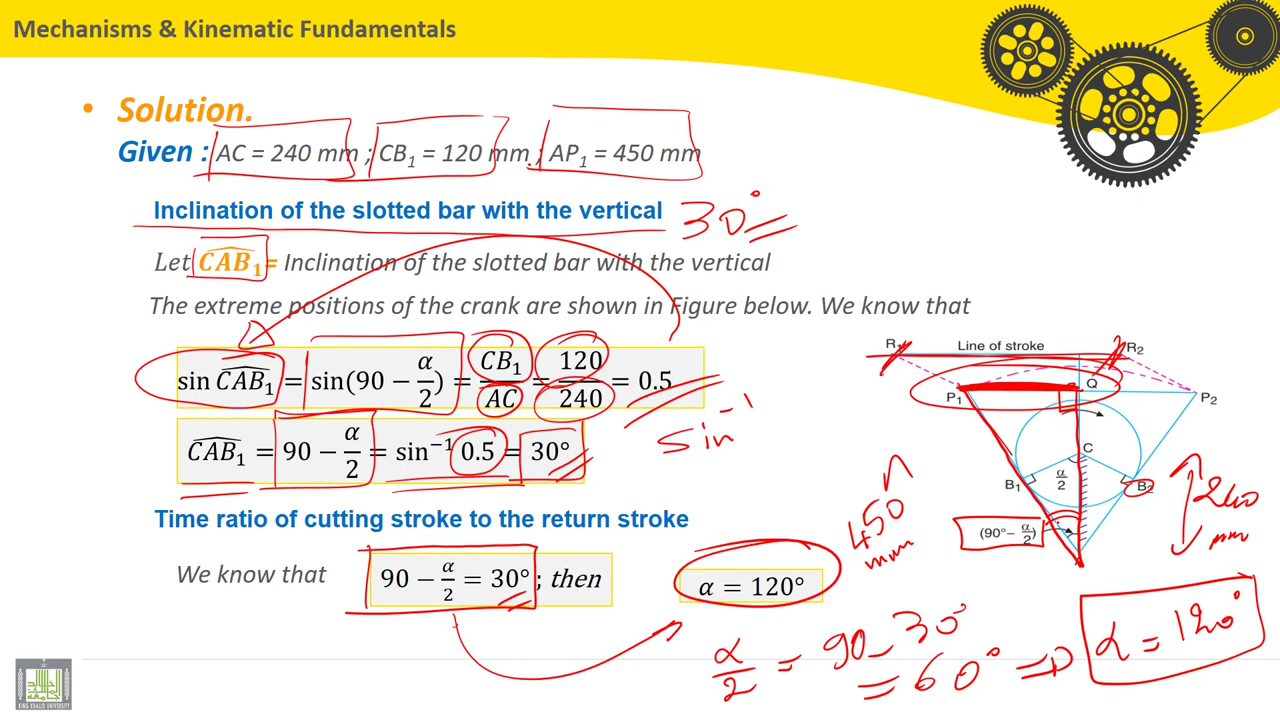 Mechanisms & Kinematic Fundamentals
• Solution.
Given : AC = 240 mm ; CB₁ = 120 mm ; AP₁ = 450 mm
Inclination of the slotted bar with the vertical 30°
Let CAB₁= Inclination of the slotted bar with the vertical
The extreme positions of the crank are shown in Figure below. We know that
sin CAB₁ = sin(90 − α/2) = CB₁/AC = 120/240 = 0.5
sin⁻¹
CAB₁ = 90 − α/2 = sin⁻¹ 0.5 = 30°
R₁ Line of stroke R₂
P₁ Q P₂
C
B₁ α/2 B₂
(90° − α/2)
240
mm
450
mm
Time ratio of cutting stroke to the return stroke
We know that 90 − α/2 = 30° ; then α = 120°
α/2 = 90 − 30°
= 60° ⇒ α = 120°
KING KHALID UNIVERSITY